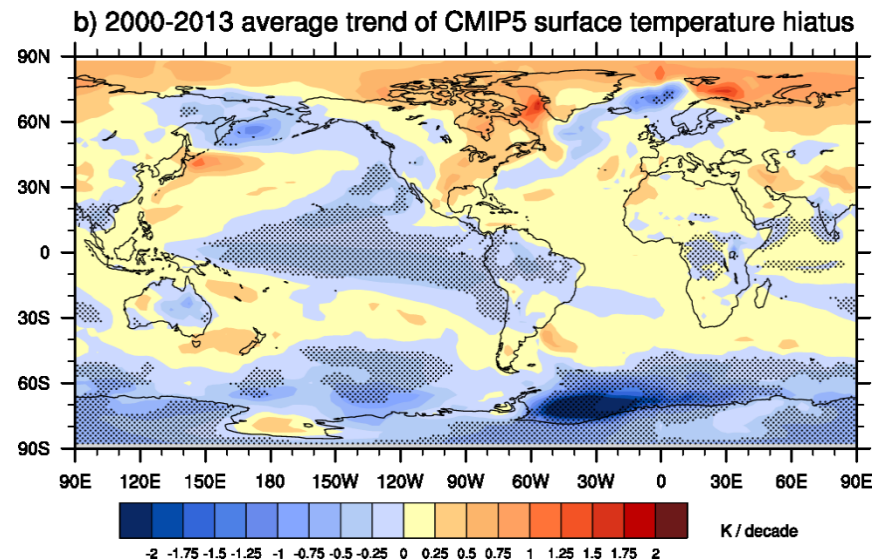 b) 2000-2013 average trend of CMIP5 surface temperature hiatus
90N
60N
30N
0
30S
60S
90S
90E 120E 150E 180 150W 120W 90W 60W 30W 0 30E 60E 90E
-2 -1.75 -1.5 -1.25 -1 -0.75 -0.5 -0.25 0 0.25 0.5 0.75 1 1.25 1.5 1.75 2
K / decade